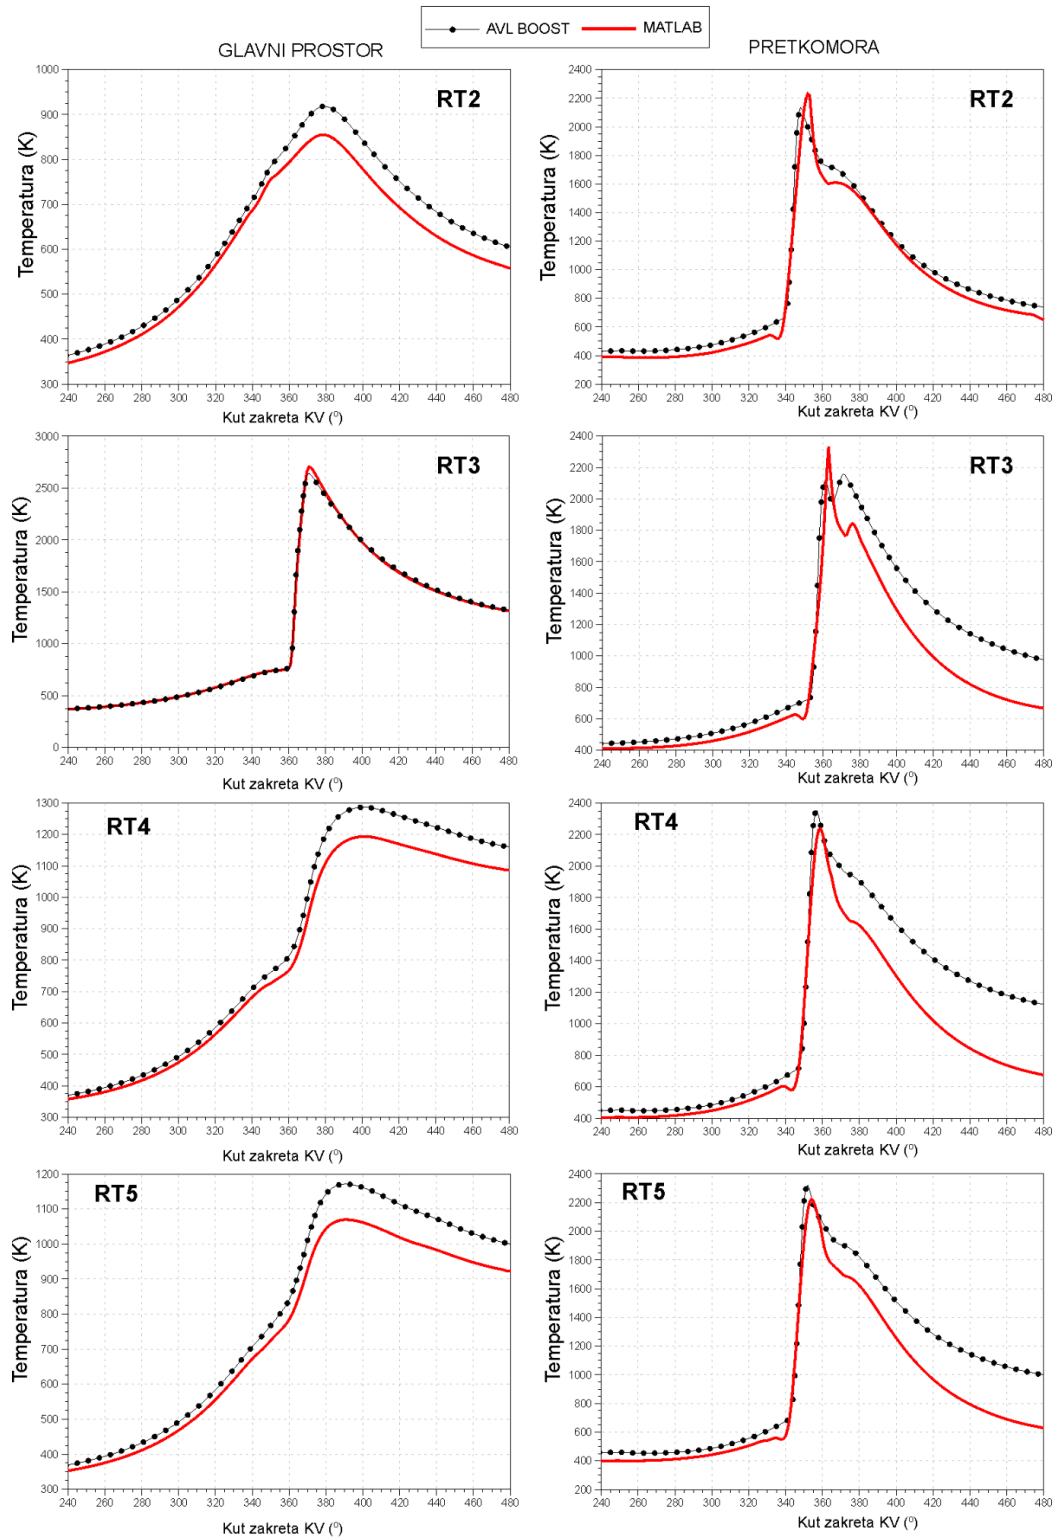 AVL BOOST MATLAB
GLAVNI PROSTOR
PRETKOMORA
RT2
Temperatura (K)
1000
900
800
700
600
500
400
300
240 260 280 300 320 340 360 380 400 420 440 460 480
Kut zakreta KV (°)
RT2
Temperatura (K)
2400
2200
2000
1800
1600
1400
1200
1000
800
600
400
200
240 260 280 300 320 340 360 380 400 420 440 460 480
Kut zakreta KV (°)
RT3
Temperatura (K)
3000
2500
2000
1500
1000
500
0
240 260 280 300 320 340 360 380 400 420 440 460 480
Kut zakreta KV (°)
RT3
Temperatura (K)
2400
2200
2000
1800
1600
1400
1200
1000
800
600
400
240 260 280 300 320 340 360 380 400 420 440 460 480
Kut zakreta KV (°)
RT4
Temperatura (K)
1300
1200
1100
1000
900
800
700
600
500
400
300
240 260 280 300 320 340 360 380 400 420 440 460 480
Kut zakreta KV (°)
RT4
Temperatura (K)
2400
2200
2000
1800
1600
1400
1200
1000
800
600
400
240 260 280 300 320 340 360 380 400 420 440 460 480
Kut zakreta KV (°)
RT5
Temperatura (K)
1200
1100
1000
900
800
700
600
500
400
300
240 260 280 300 320 340 360 380 400 420 440 460 480
Kut zakreta KV (°)
RT5
Temperatura (K)
2400
2200
2000
1800
1600
1400
1200
1000
800
600
400
200
240 260 280 300 320 340 360 380 400 420 440 460 480
Kut zakreta KV (°)